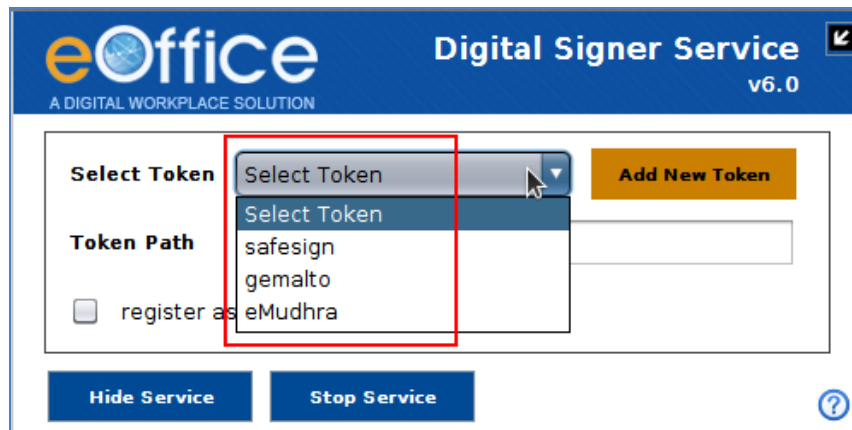 eOffice
A DIGITAL WORKPLACE SOLUTION
Digital Signer Service
v6.0
Select Token
Select Token
Add New Token
Select Token
Token Path
safesign
gemalto
register as
eMudhra
Hide Service
Stop Service
?